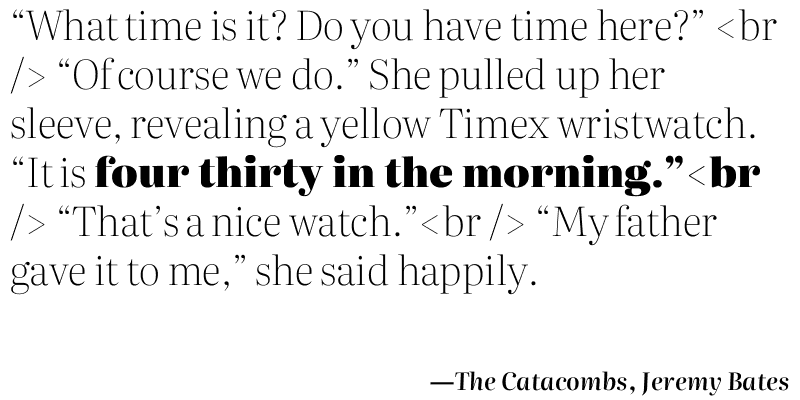 “What time is it? Do you have time here?” <br
/> “Of course we do.” She pulled up her
sleeve, revealing a yellow Timex wristwatch.
“It is four thirty in the morning.”<br
/> “That’s a nice watch.”<br /> “My father
gave it to me,” she said happily.
—The Catacombs, Jeremy Bates